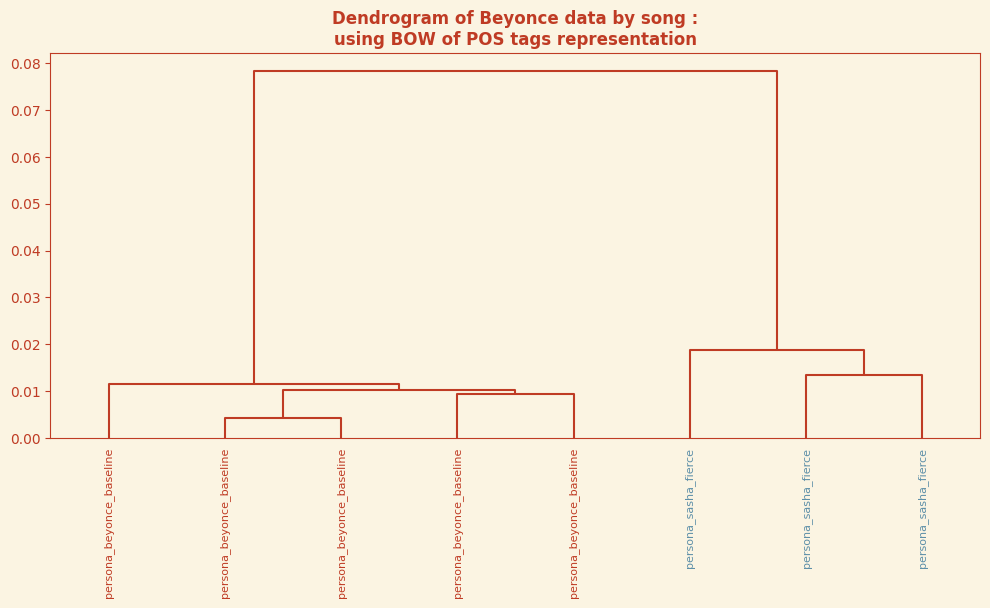 Dendrogram of Beyonce data by song :
using BOW of POS tags representation
0.08
0.07
0.06
0.05
0.04
0.03
0.02
0.01
0.00
persona_beyonce_baseline
persona_beyonce_baseline
persona_beyonce_baseline
persona_beyonce_baseline
persona_beyonce_baseline
persona_sasha_fierce
persona_sasha_fierce
persona_sasha_fierce